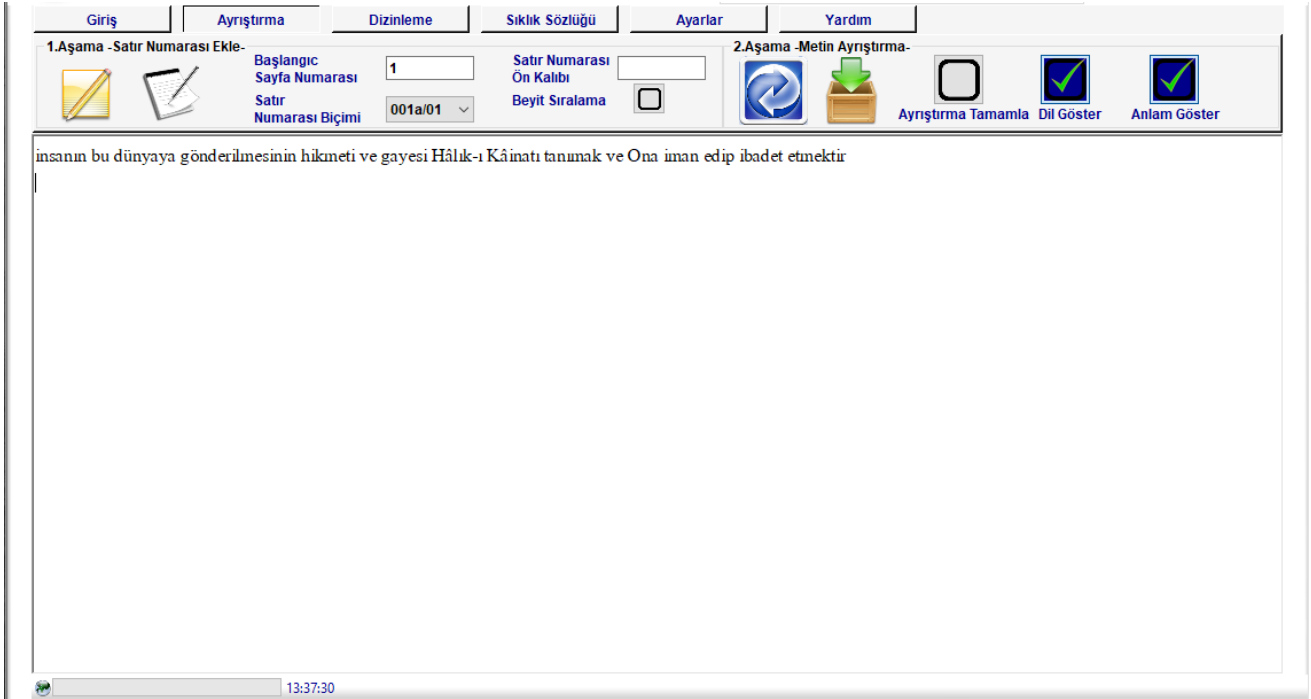 Giriş Ayrıştırma Dizinleme Sıklık Sözlüğü Ayarlar Yardım
1.Aşama -Satır Numarası Ekle-
Başlangıc
Sayfa Numarası
1
Satır Numarası
Ön Kalıbı
Satır
Numarası Biçimi
001a/01
Beyit Sıralama
2.Aşama -Metin Ayrıştırma-
Ayrıştırma Tamamla Dil Göster Anlam Göster
insanın bu dünyaya gönderilmesinin hikmeti ve gayesi Hâlık-ı Kâinatı tanımak ve Ona iman edip ibadet etmektir
13:37:30